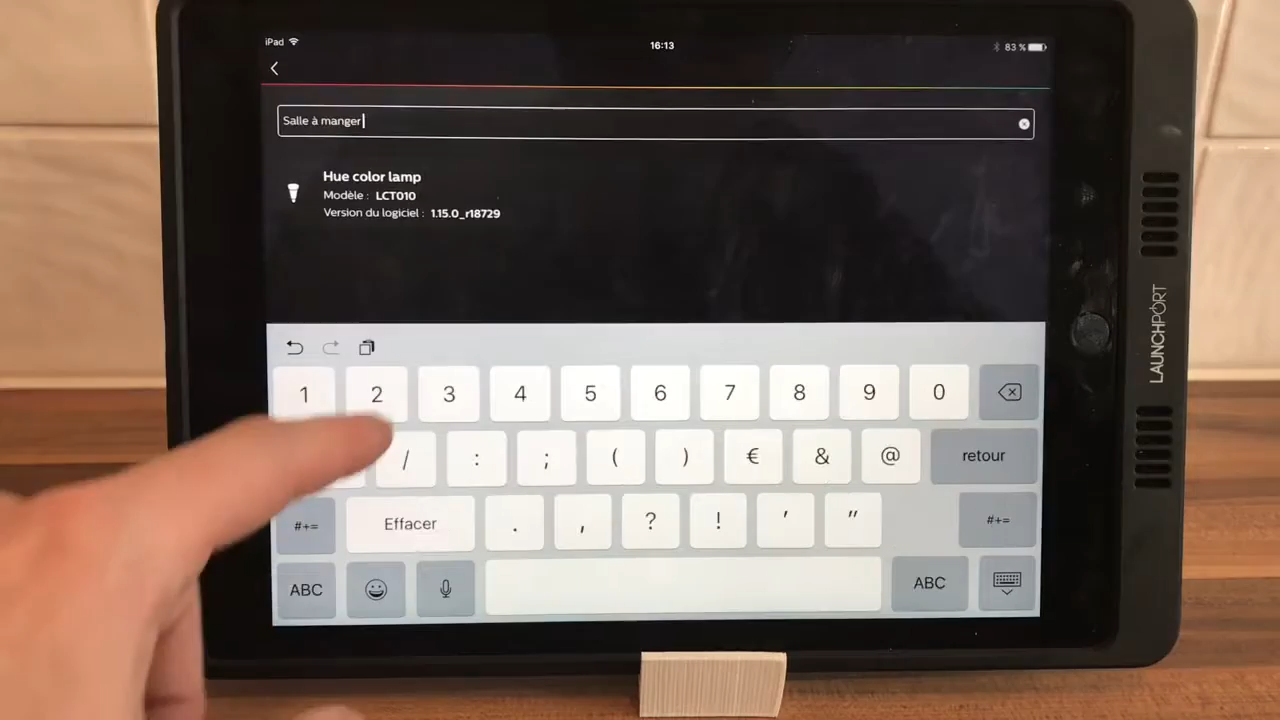 iPad 16:13 83 %
Salle à manger
Hue color lamp
Modèle : LCT010
Version du logiciel : 1.15.0_r18729
1 2 3 4 5 6 7 8 9 0
/ : ; ( ) € & @ retour
#+= Effacer . , ? ! ' " #+=
ABC ABC
LAUNCHPORT